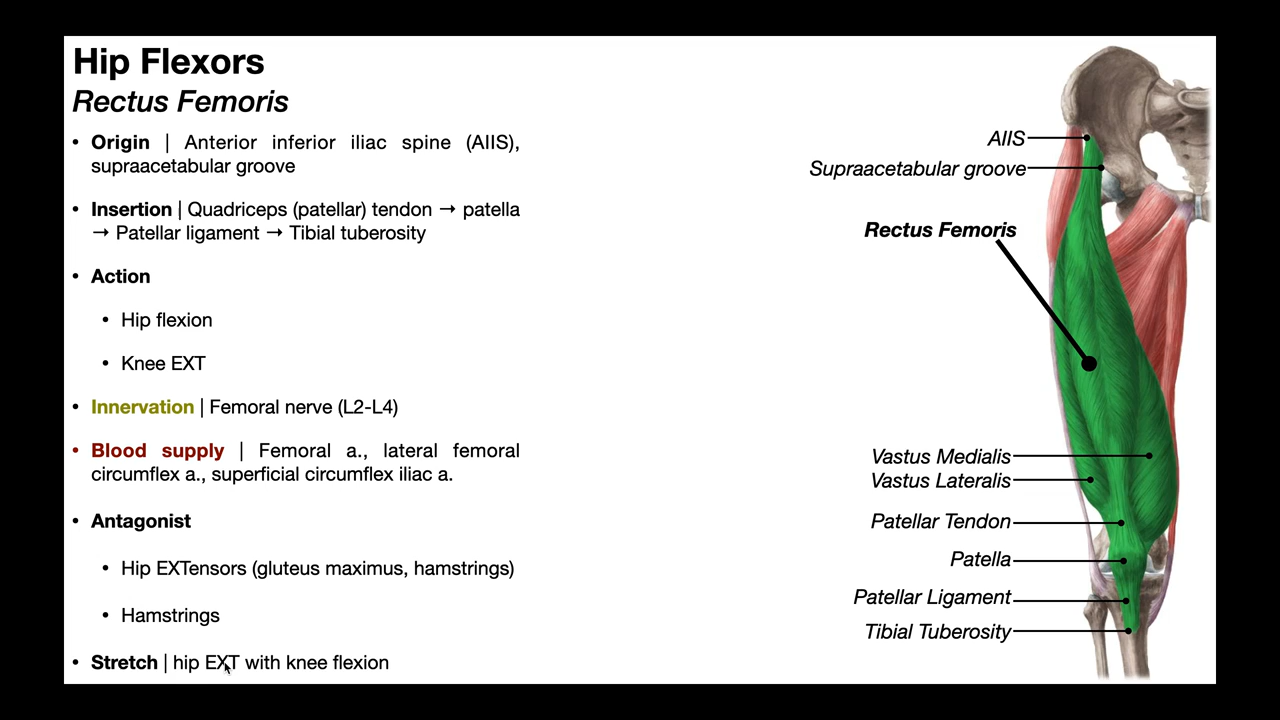 Hip Flexors
Rectus Femoris
• Origin | Anterior inferior iliac spine (AIIS),
supraacetabular groove
• Insertion | Quadriceps (patellar) tendon → patella
→ Patellar ligament → Tibial tuberosity
• Action
• Hip flexion
• Knee EXT
• Innervation | Femoral nerve (L2-L4)
• Blood supply | Femoral a., lateral femoral
circumflex a., superficial circumflex iliac a.
• Antagonist
• Hip EXTensors (gluteus maximus, hamstrings)
• Hamstrings
• Stretch | hip EXT with knee flexion
AIIS
Supraacetabular groove
Rectus Femoris
Vastus Medialis
Vastus Lateralis
Patellar Tendon
Patella
Patellar Ligament
Tibial Tuberosity